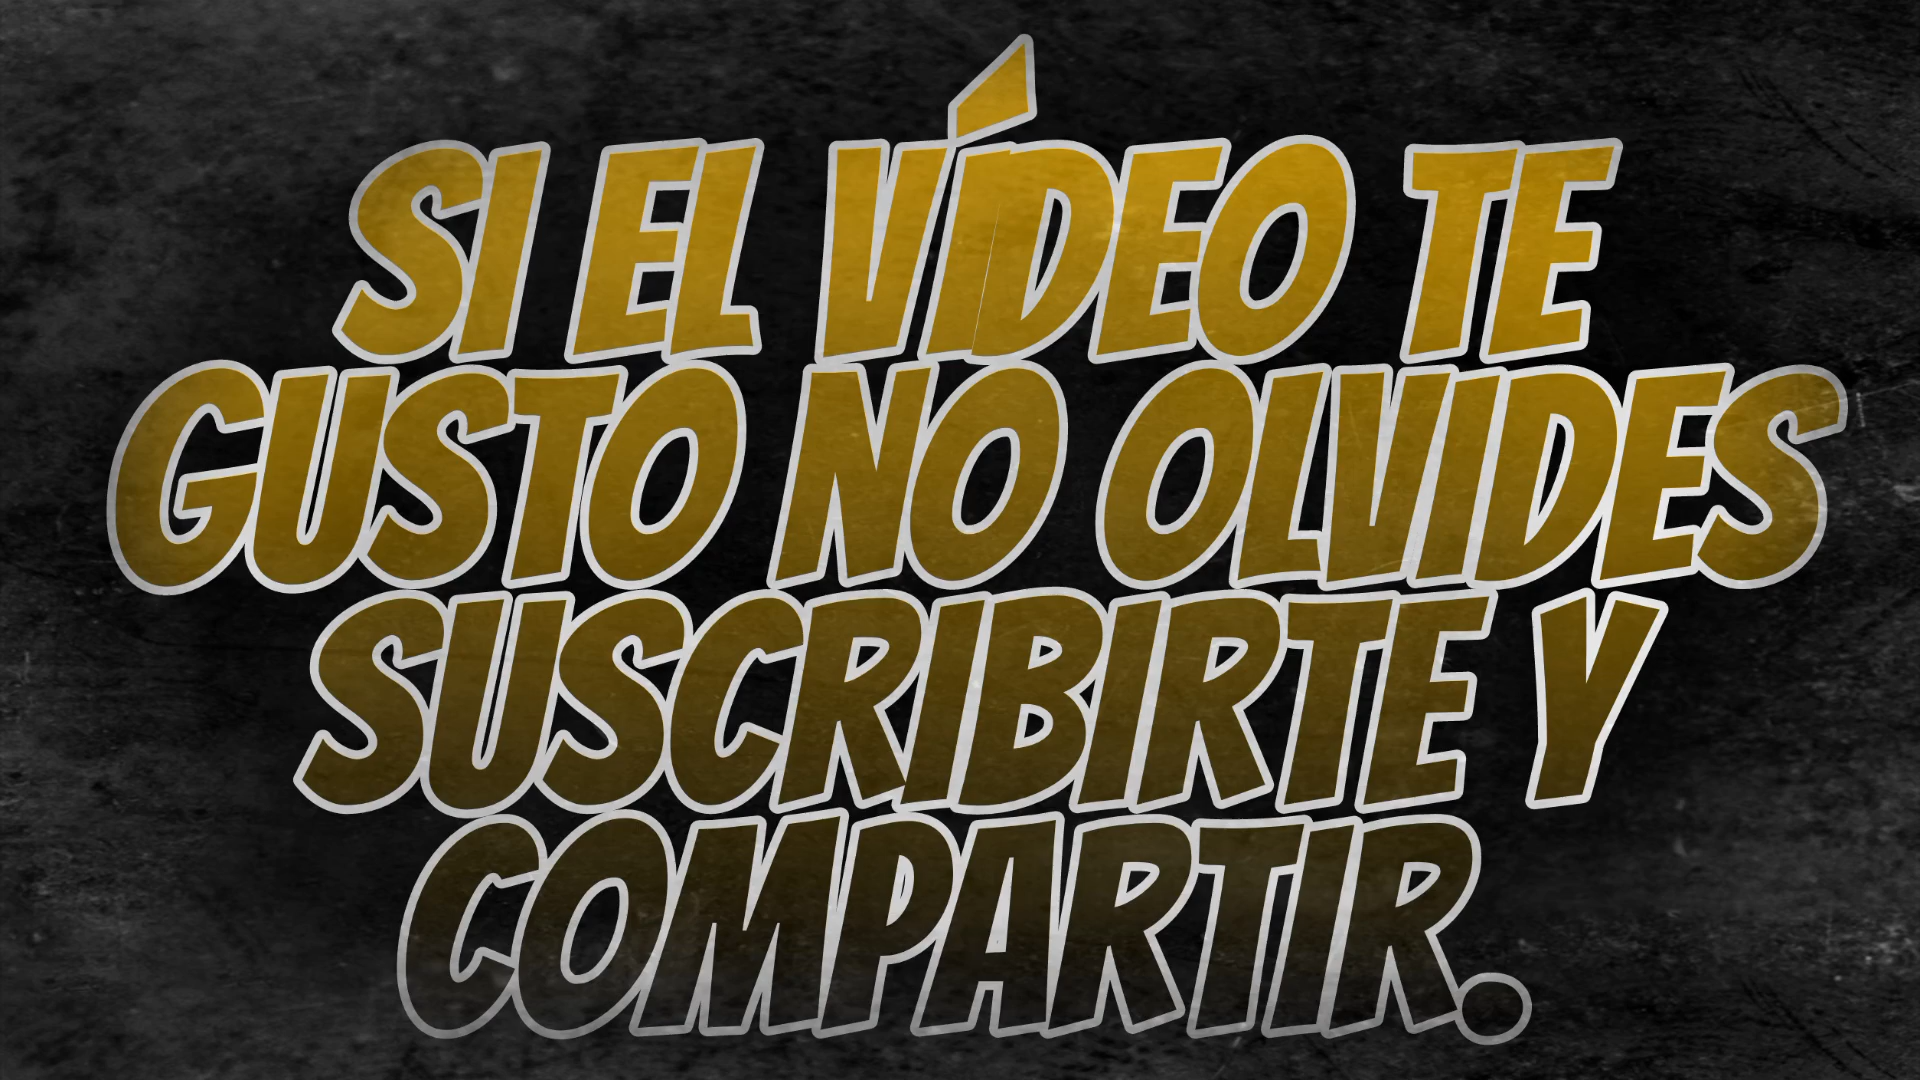 SI EL VÍDEO TE
GUSTO NO OLVIDES
SUSCRIBIRTE Y
COMPARTIR.